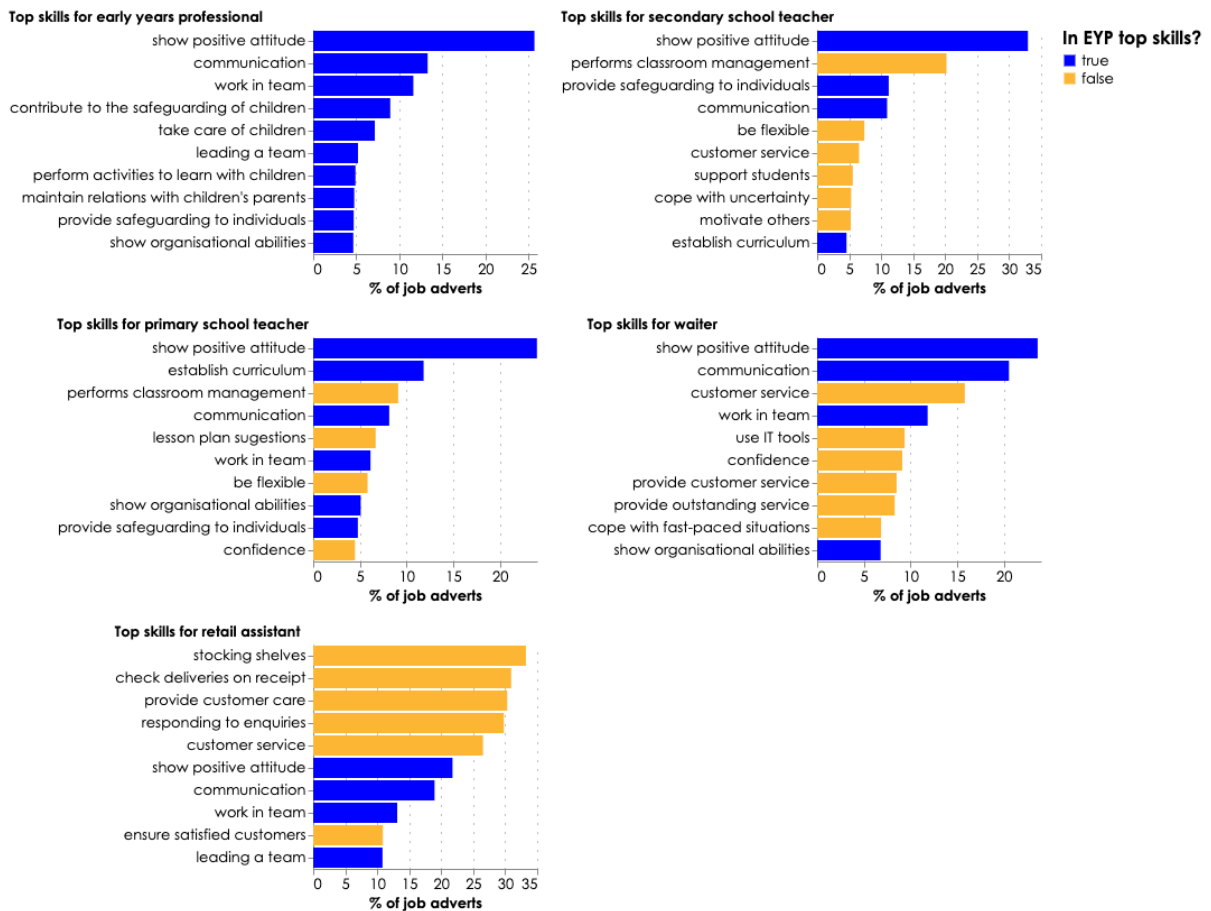 Top skills for early years professional
show positive attitude
communication
work in team
contribute to the safeguarding of children
take care of children
leading a team
perform activities to learn with children
maintain relations with children's parents
provide safeguarding to individuals
show organisational abilities
0 5 10 15 20 25
% of job adverts
Top skills for secondary school teacher
show positive attitude
performs classroom management
provide safeguarding to individuals
communication
be flexible
customer service
support students
cope with uncertainty
motivate others
establish curriculum
0 5 10 15 20 25 30 35
% of job adverts
In EYP top skills?
true
false
Top skills for primary school teacher
show positive attitude
establish curriculum
performs classroom management
communication
lesson plan sugestions
work in team
be flexible
show organisational abilities
provide safeguarding to individuals
confidence
0 5 10 15 20
% of job adverts
Top skills for waiter
show positive attitude
communication
customer service
work in team
use IT tools
confidence
provide customer service
provide outstanding service
cope with fast-paced situations
show organisational abilities
0 5 10 15 20
% of job adverts
Top skills for retail assistant
stocking shelves
check deliveries on receipt
provide customer care
responding to enquiries
customer service
show positive attitude
communication
work in team
ensure satisfied customers
leading a team
0 5 10 15 20 25 30 35
% of job adverts